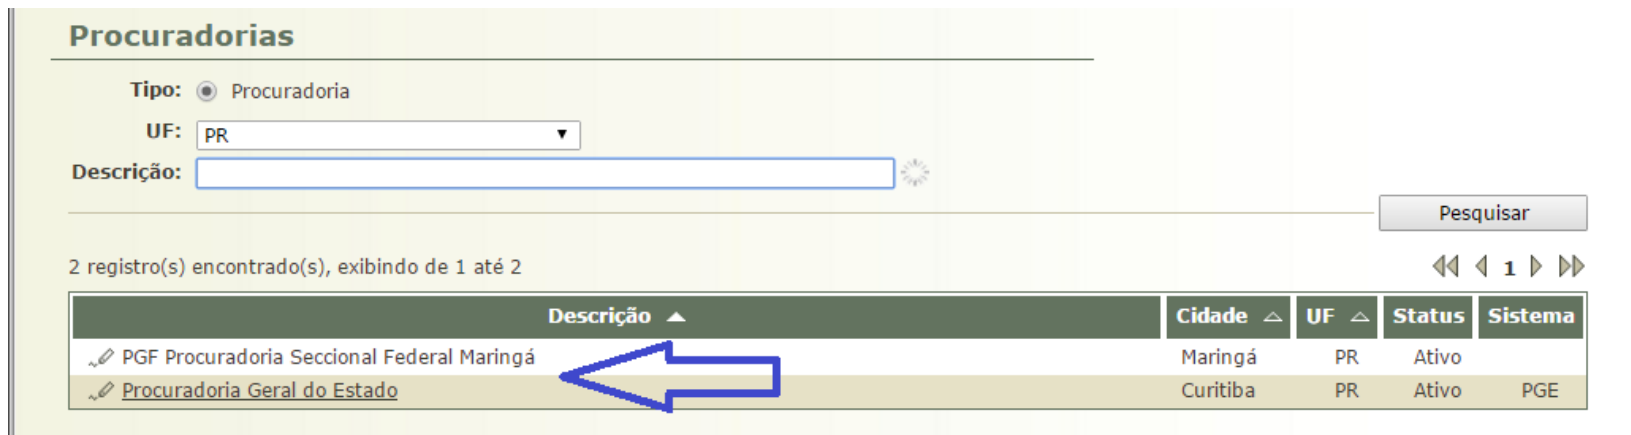 Procuradorias
Tipo: Procuradoria
UF: PR
Descrição:
Pesquisar
2 registro(s) encontrado(s), exibindo de 1 até 2
1
Descrição Cidade UF Status Sistema
PGF Procuradoria Seccional Federal Maringá Maringá PR Ativo
Procuradoria Geral do Estado Curitiba PR Ativo PGE